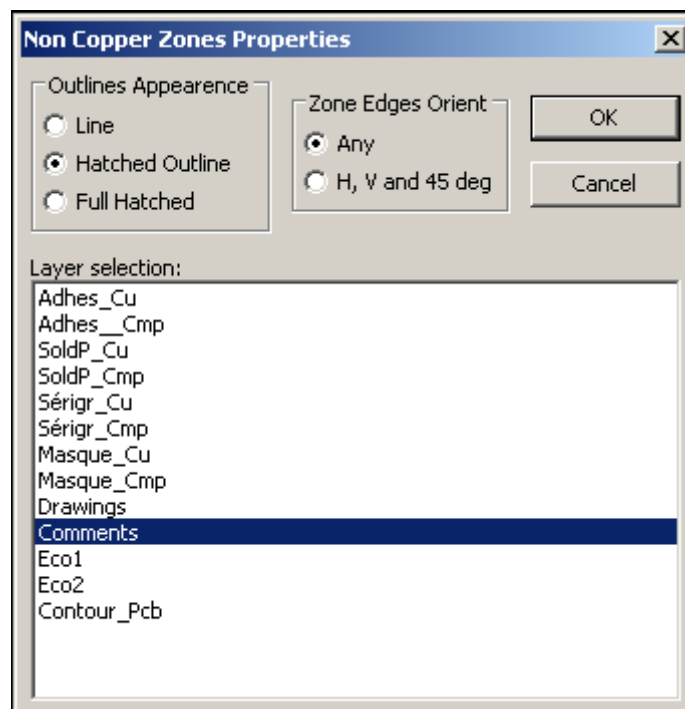 Non Copper Zones Properties
Outlines Appearence
Line
Hatched Outline
Full Hatched
Zone Edges Orient
Any
H, V and 45 deg
OK
Cancel
Layer selection:
Adhes_Cu
Adhes__Cmp
SoldP_Cu
SoldP_Cmp
Sérigr_Cu
Sérigr_Cmp
Masque_Cu
Masque_Cmp
Drawings
Comments
Eco1
Eco2
Contour_Pcb